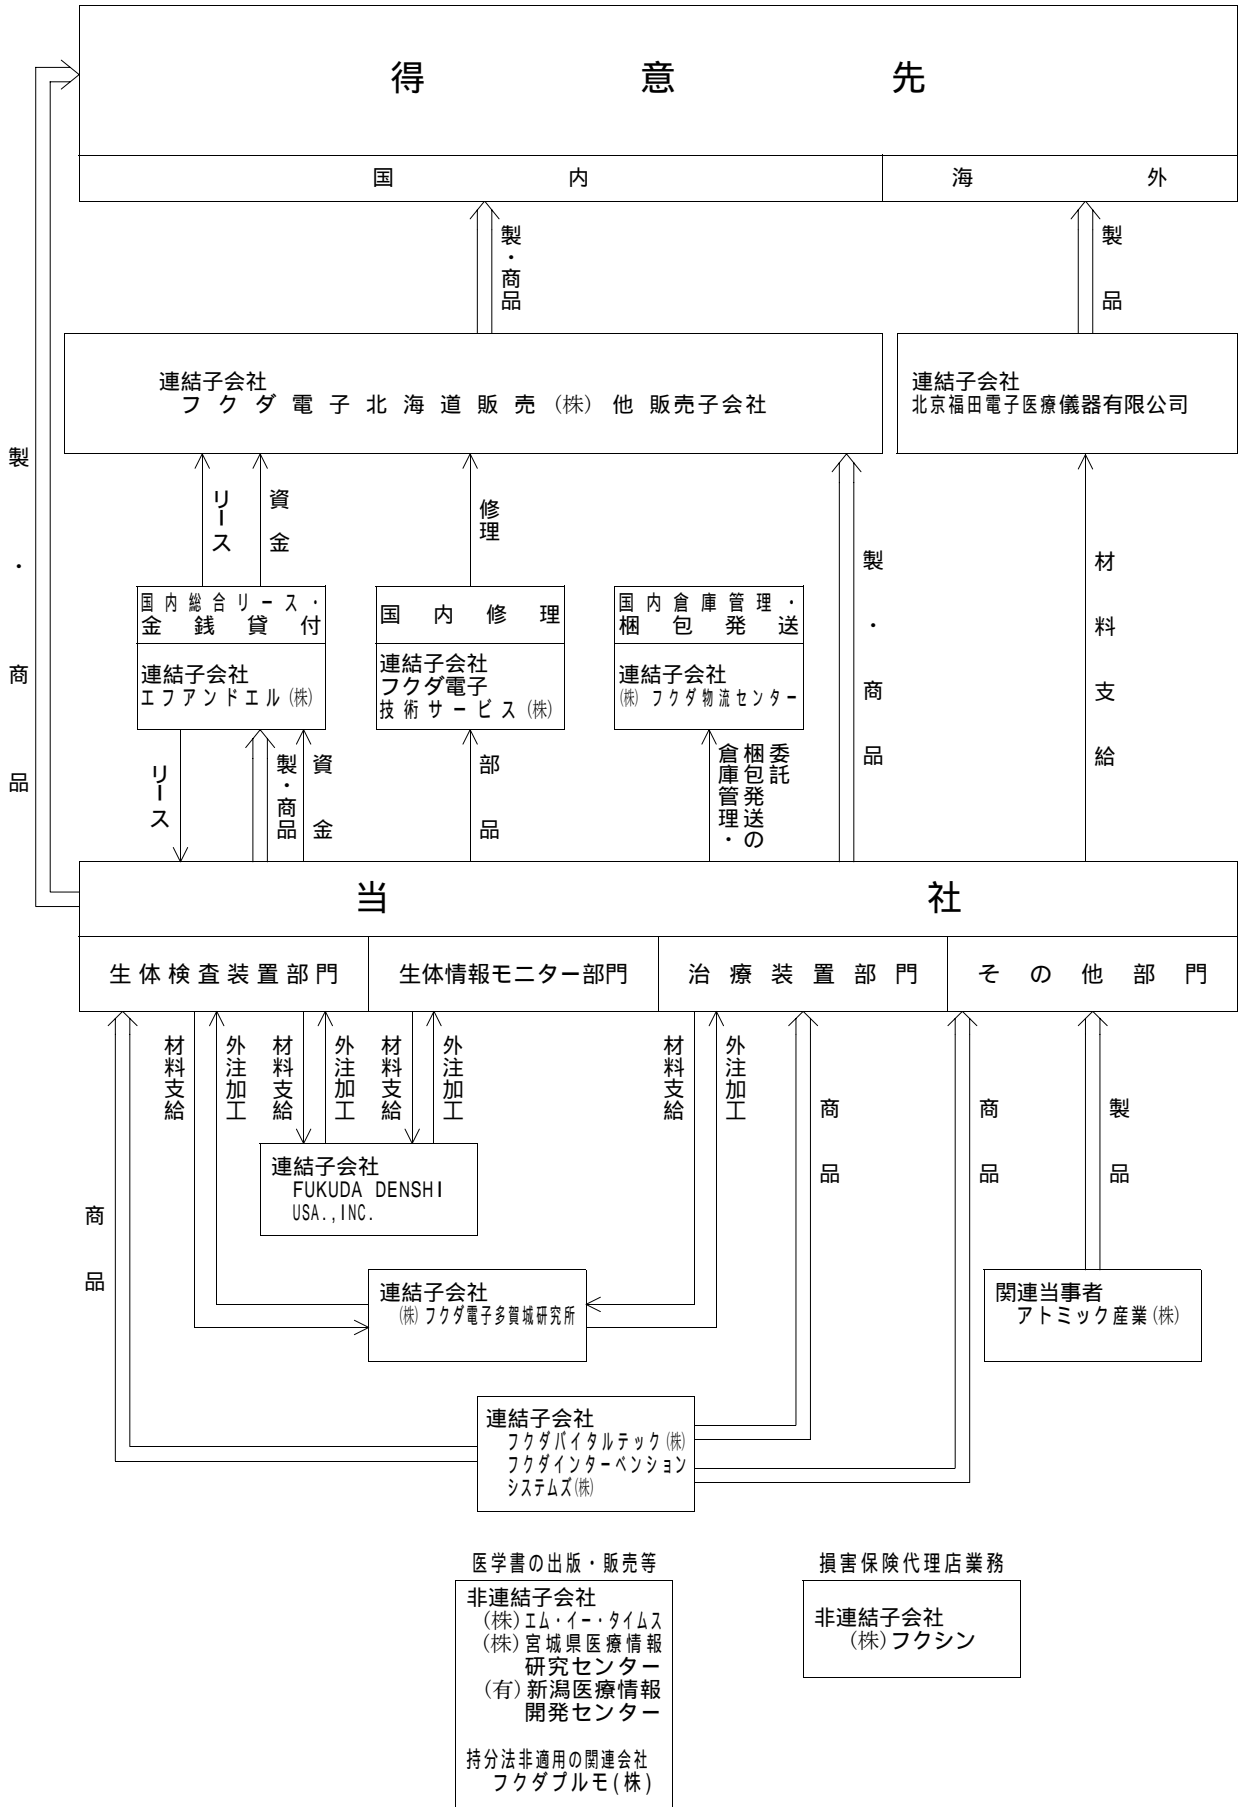 得意先
国内
海外
製・商品
製品
製・商品
連結子会社
フクダ電子北海道販売(株)他販売子会社
連結子会社
北京福田電子医療儀器有限公司
リース
資金
修理
製・商品
材料支給
国内総合リース・
金銭貸付
連結子会社
エフアンドエル(株)
国内修理
連結子会社
フクダ電子
技術サービス(株)
国内倉庫管理・
梱包発送
連結子会社
(株)フクダ物流センター
リース
製・商品
資金
部品
倉庫管理・
梱包発送の
委託
当社
生体検査装置部門
生体情報モニター部門
治療装置部門
その他部門
材料支給
外注加工
材料支給
外注加工
材料支給
外注加工
材料支給
外注加工
商品
商品
製品
商品
連結子会社
FUKUDA DENSHI
USA.,INC.
連結子会社
(株)フクダ電子多賀城研究所
関連当事者
アトミック産業(株)
連結子会社
フクダバイタルテック(株)
フクダインターベンション
システムズ(株)
医学書の出版・販売等
非連結子会社
(株)エム・イー・タイムス
(株)宮城県医療情報
研究センター
(有)新潟医療情報
開発センター
持分法非適用の関連会社
フクダプルモ(株)
損害保険代理店業務
非連結子会社
(株)フクシン